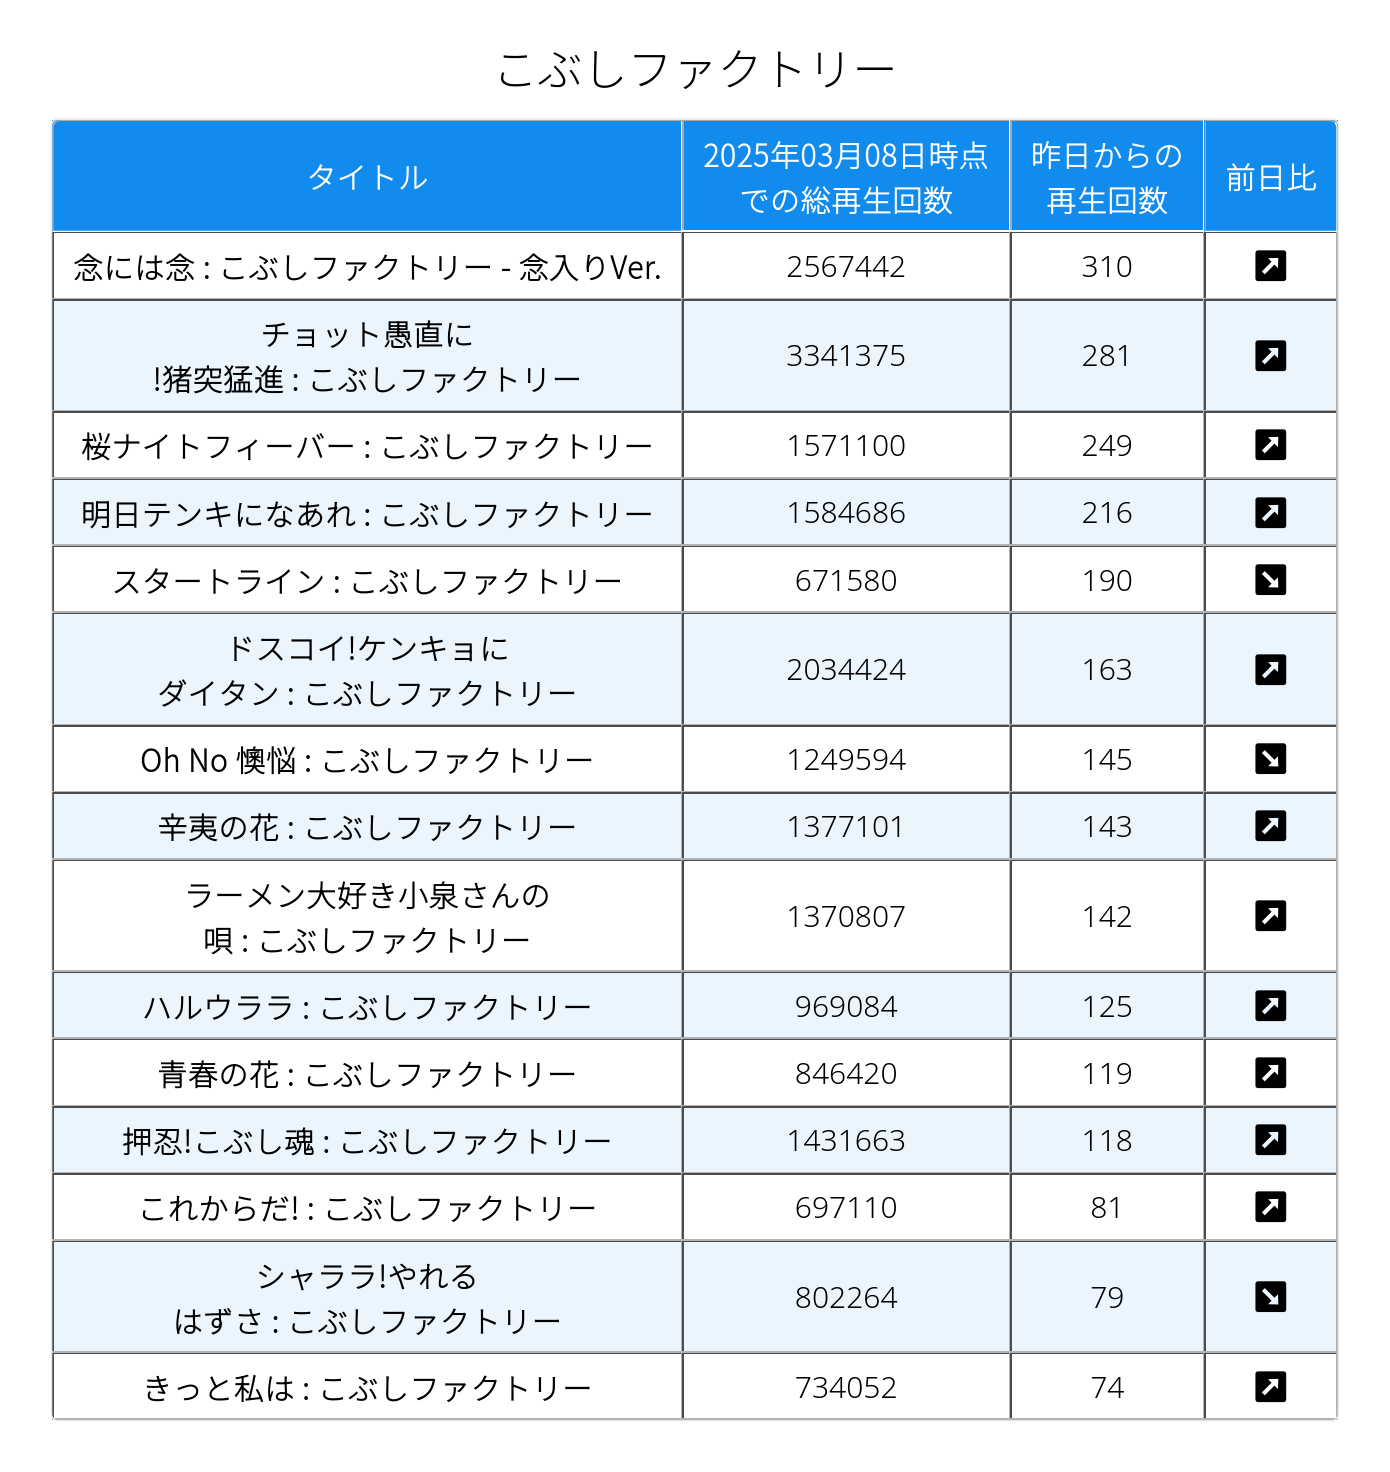 こぶしファクトリー
タイトル
2025年03月08日時点
での総再生回数
昨日からの
再生回数
前日比
念には念 : こぶしファクトリー - 念入りVer.
2567442
310
チョット愚直に
!猪突猛進 : こぶしファクトリー
3341375
281
桜ナイトフィーバー : こぶしファクトリー
1571100
249
明日テンキになあれ : こぶしファクトリー
1584686
216
スタートライン : こぶしファクトリー
671580
190
ドスコイ!ケンキョに
ダイタン : こぶしファクトリー
2034424
163
Oh No 懊悩 : こぶしファクトリー
1249594
145
辛夷の花 : こぶしファクトリー
1377101
143
ラーメン大好き小泉さんの
唄 : こぶしファクトリー
1370807
142
ハルウララ : こぶしファクトリー
969084
125
青春の花 : こぶしファクトリー
846420
119
押忍!こぶし魂 : こぶしファクトリー
1431663
118
これからだ! : こぶしファクトリー
697110
81
シャララ!やれる
はずさ : こぶしファクトリー
802264
79
きっと私は : こぶしファクトリー
734052
74